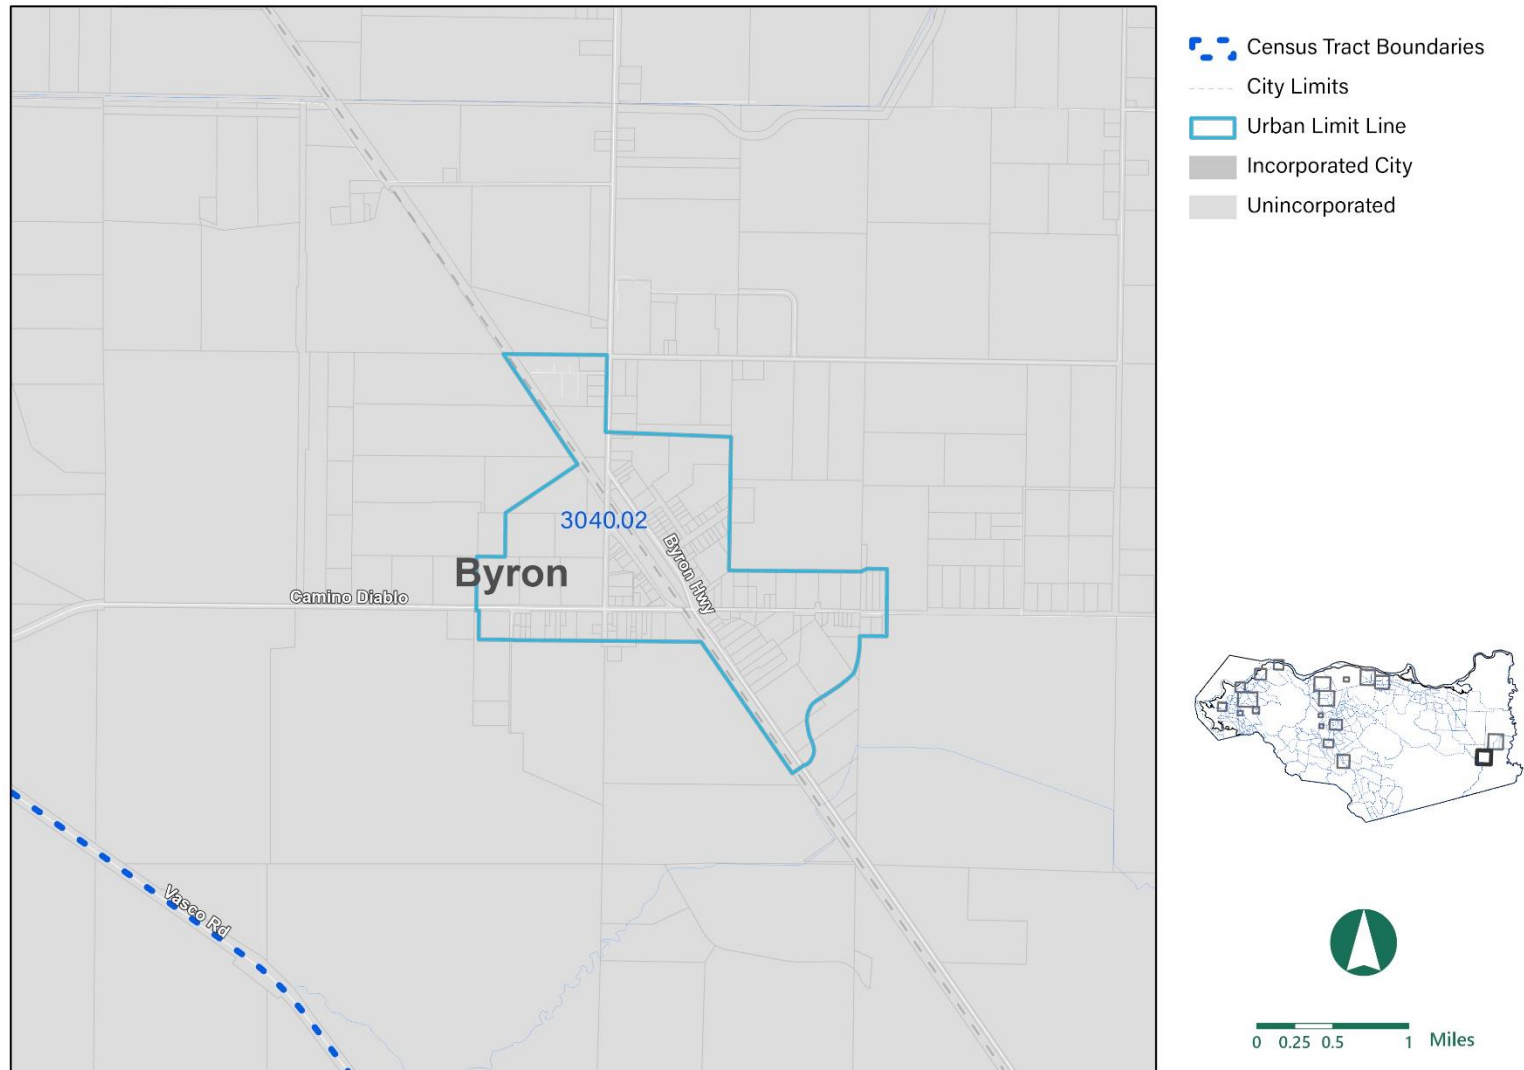 Census Tract Boundaries
City Limits
Urban Limit Line
Incorporated City
Unincorporated
3040.02
Byron
Byron Hwy
Camino Diablo
Vasco Rd
0 0.25 0.5 1 Miles